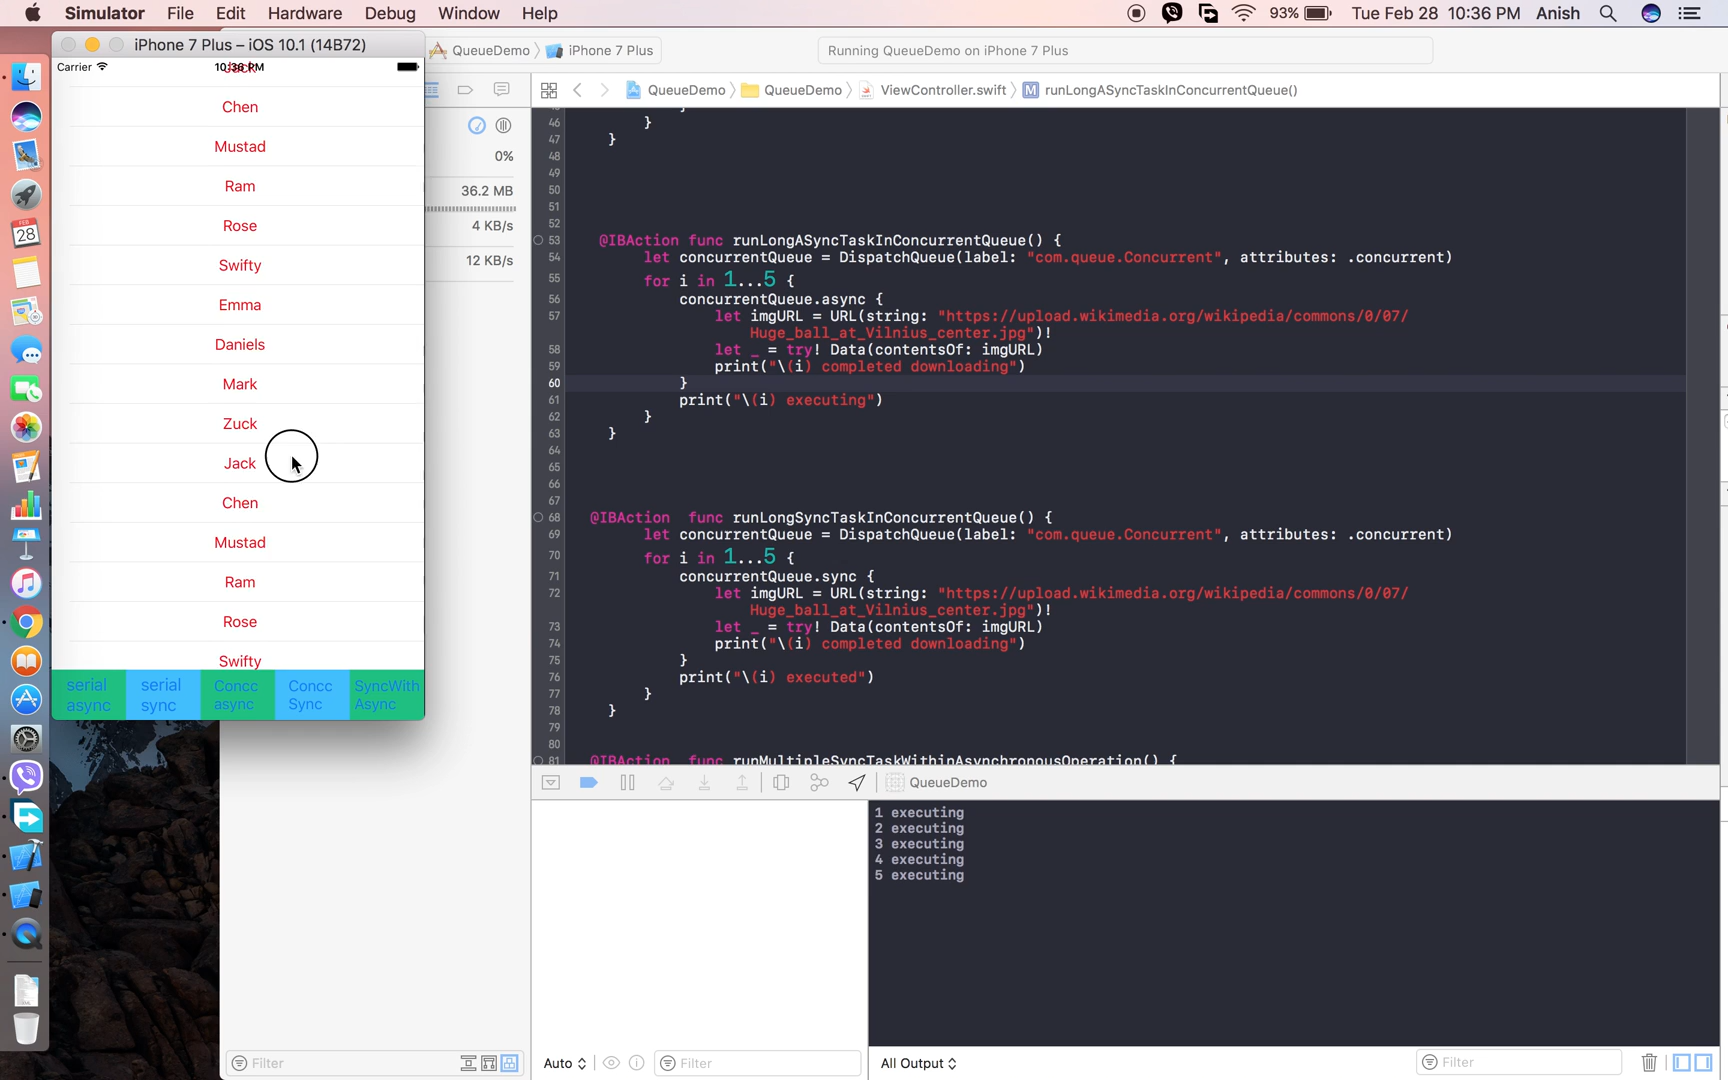 Simulator File Edit Hardware Debug Window Help 93% Tue Feb 28 10:36 PM Anish
iPhone 7 Plus – iOS 10.1 (14B72)
QueueDemo iPhone 7 Plus
Running QueueDemo on iPhone 7 Plus
Carrier 10:36 PM
Jack
Chen
Mustad
Ram
Rose
Swifty
Emma
Daniels
Mark
Zuck
Jack
Chen
Mustad
Ram
Rose
Swifty
serial async
serial sync
Concc async
Concc Sync
SyncWith Async
FEB
28
0%
36.2 MB
4 KB/s
12 KB/s
Filter
QueueDemo QueueDemo ViewController.swift M runLongASyncTaskInConcurrentQueue()
46 }
47 }
48
49
50
51
52
53 @IBAction func runLongASyncTaskInConcurrentQueue() {
54 let concurrentQueue = DispatchQueue(label: "com.queue.Concurrent", attributes: .concurrent)
55 for i in 1...5 {
56 concurrentQueue.async {
57 let imgURL = URL(string: "https://upload.wikimedia.org/wikipedia/commons/0/07/
Huge_ball_at_Vilnius_center.jpg")!
58 let _ = try! Data(contentsOf: imgURL)
59 print("\(i) completed downloading")
60 }
61 print("\(i) executing")
62 }
63 }
64
65
66
67
68 @IBAction func runLongSyncTaskInConcurrentQueue() {
69 let concurrentQueue = DispatchQueue(label: "com.queue.Concurrent", attributes: .concurrent)
70 for i in 1...5 {
71 concurrentQueue.sync {
72 let imgURL = URL(string: "https://upload.wikimedia.org/wikipedia/commons/0/07/
Huge_ball_at_Vilnius_center.jpg")!
73 let _ = try! Data(contentsOf: imgURL)
74 print("\(i) completed downloading")
75 }
76 print("\(i) executed")
77 }
78 }
79
80
81 @IBAction func runMultipleSyncTaskWithinAsynchronousOperation() {
QueueDemo
1 executing
2 executing
3 executing
4 executing
5 executing
Auto Filter
All Output Filter